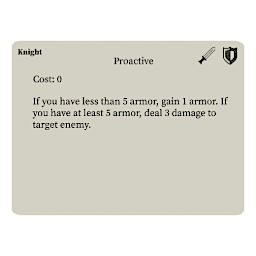 Knight
Proactive
Cost: 0
If you have less than 5 armor, gain 1 armor. If
you have at least 5 armor, deal 3 damage to
target enemy.